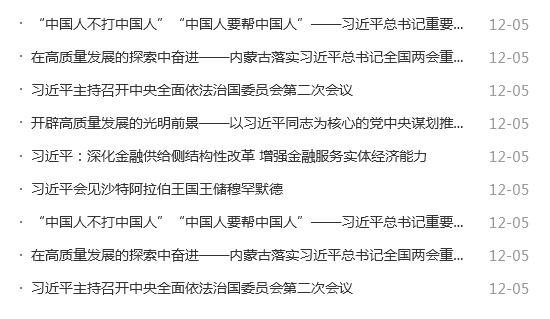 · “中国人不打中国人” “中国人要帮中国人”——习近平总书记重要... 12-05
· 在高质量发展的探索中奋进——内蒙古落实习近平总书记全国两会重... 12-05
· 习近平主持召开中央全面依法治国委员会第二次会议 12-05
· 开辟高质量发展的光明前景——以习近平同志为核心的党中央谋划推... 12-05
· 习近平：深化金融供给侧结构性改革 增强金融服务实体经济能力 12-05
· 习近平会见沙特阿拉伯王国王储穆罕默德 12-05
· “中国人不打中国人” “中国人要帮中国人”——习近平总书记重要... 12-05
· 在高质量发展的探索中奋进——内蒙古落实习近平总书记全国两会重... 12-05
· 习近平主持召开中央全面依法治国委员会第二次会议 12-05